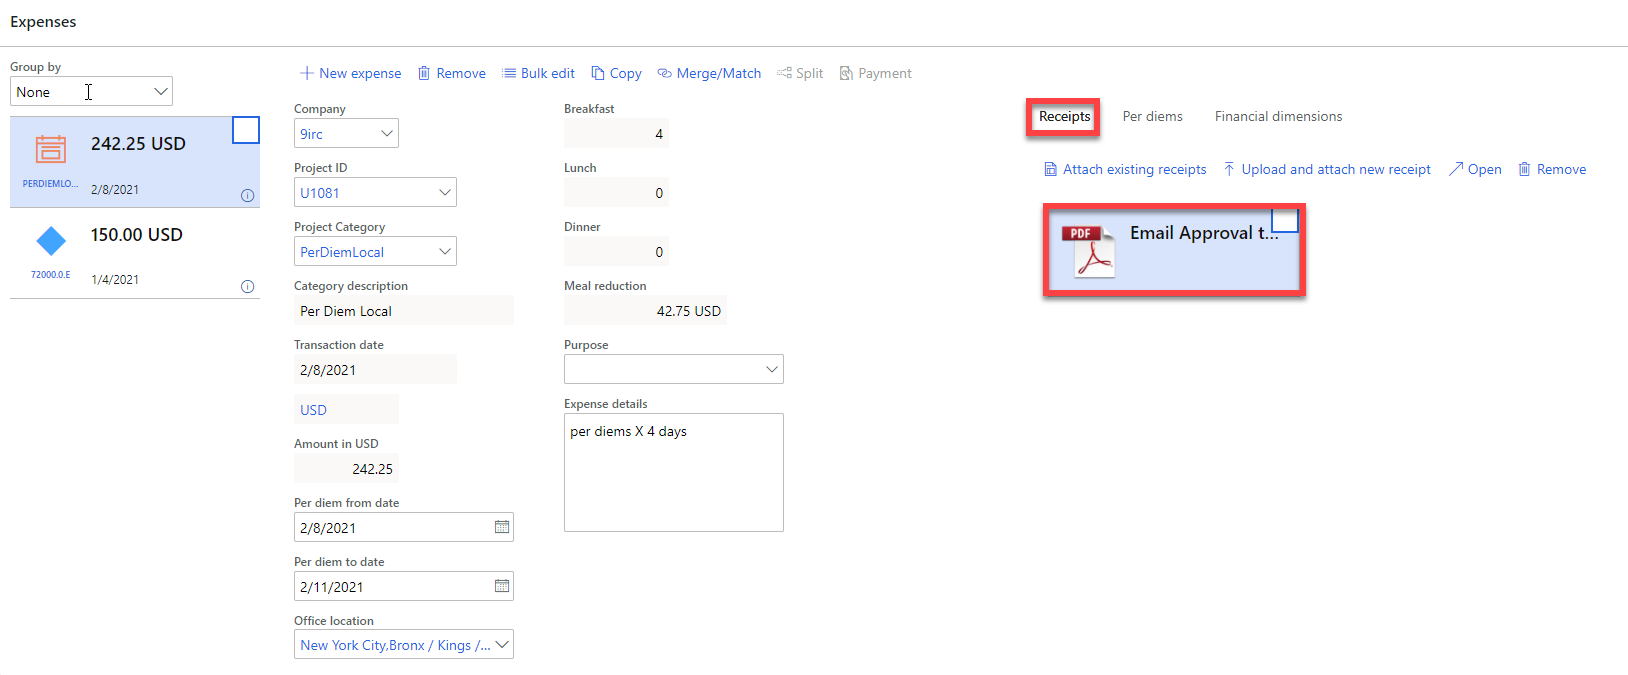 Expenses
Group by
None
242.25 USD
PERDIEMLO...
2/8/2021
150.00 USD
72000.0.E
1/4/2021
New expense Remove Bulk edit Copy Merge/Match Split Payment
Company
9irc
Project ID
U1081
Project Category
PerDiemLocal
Category description
Per Diem Local
Transaction date
2/8/2021
USD
Amount in USD
242.25
Per diem from date
2/8/2021
Per diem to date
2/11/2021
Office location
New York City,Bronx / Kings /...
Breakfast
4
Lunch
0
Dinner
0
Meal reduction
42.75 USD
Purpose
Expense details
per diems X 4 days
Receipts Per diems Financial dimensions
Attach existing receipts Upload and attach new receipt Open Remove
PDF
Email Approval t...